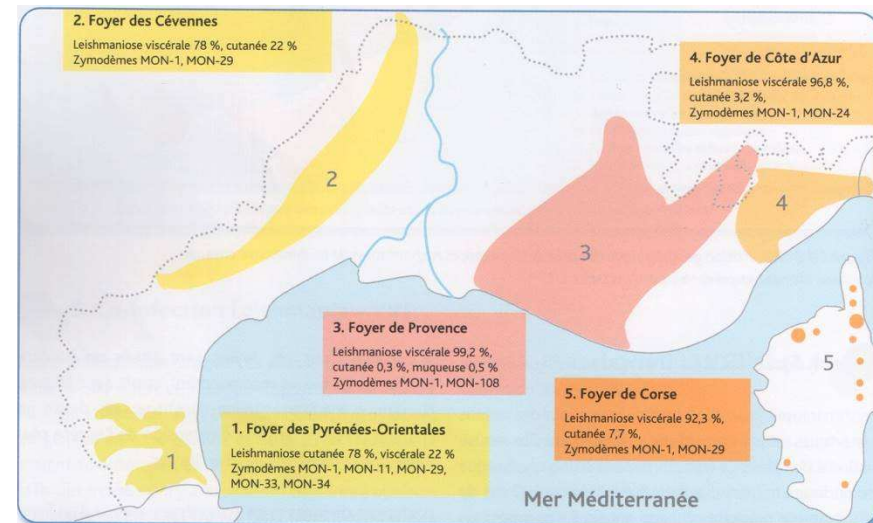 2. Foyer des Cévennes
Leishmaniose viscérale 78 %, cutanée 22 %
Zymodèmes MON-1, MON-29
4. Foyer de Côte d'Azur
Leishmaniose viscérale 96,8 %,
cutanée 3,2 %,
Zymodèmes MON-1, MON-24
2
4
3
3. Foyer de Provence
Leishmaniose viscérale 99,2 %,
cutanée 0,3 %, muqueuse 0,5 %
Zymodèmes MON-1, MON-108
5
5. Foyer de Corse
Leishmaniose viscérale 92,3 %,
cutanée 7,7 %,
Zymodèmes MON-1, MON-29
1
1. Foyer des Pyrénées-Orientales
Leishmaniose cutanée 78 %, viscérale 22 %
Zymodèmes MON-1, MON-11, MON-29,
MON-33, MON-34
Mer Méditerranée